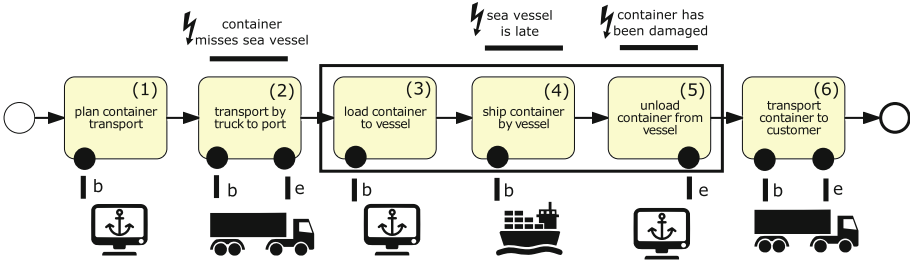 container
misses sea vessel
sea vessel
is late
container has
been damaged
(1)
plan container
transport
(2)
transport by
truck to port
(3)
load container
to vessel
(4)
ship container
by vessel
(5)
unload
container from
vessel
(6)
transport
container to
customer
b
b
e
b
b
e
b
e